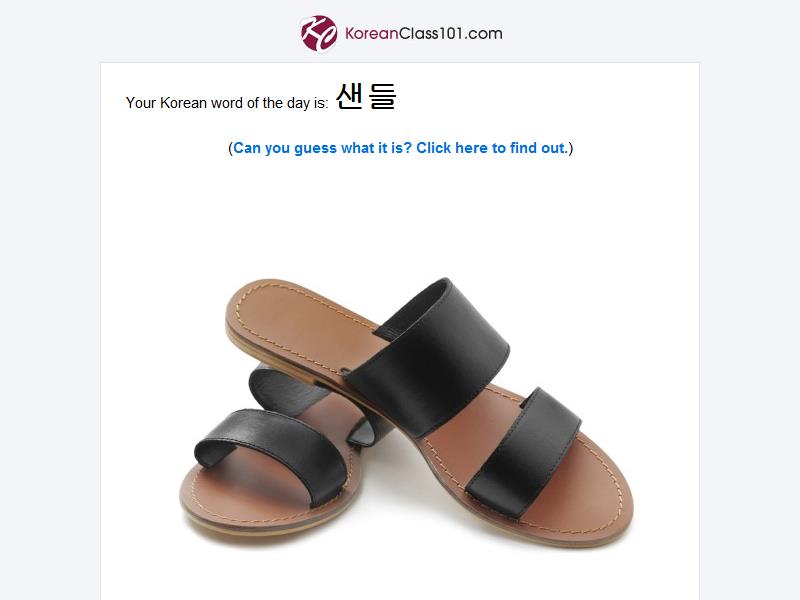 KC KoreanClass101.com
Your Korean word of the day is: 샌들
(Can you guess what it is? Click here to find out.)